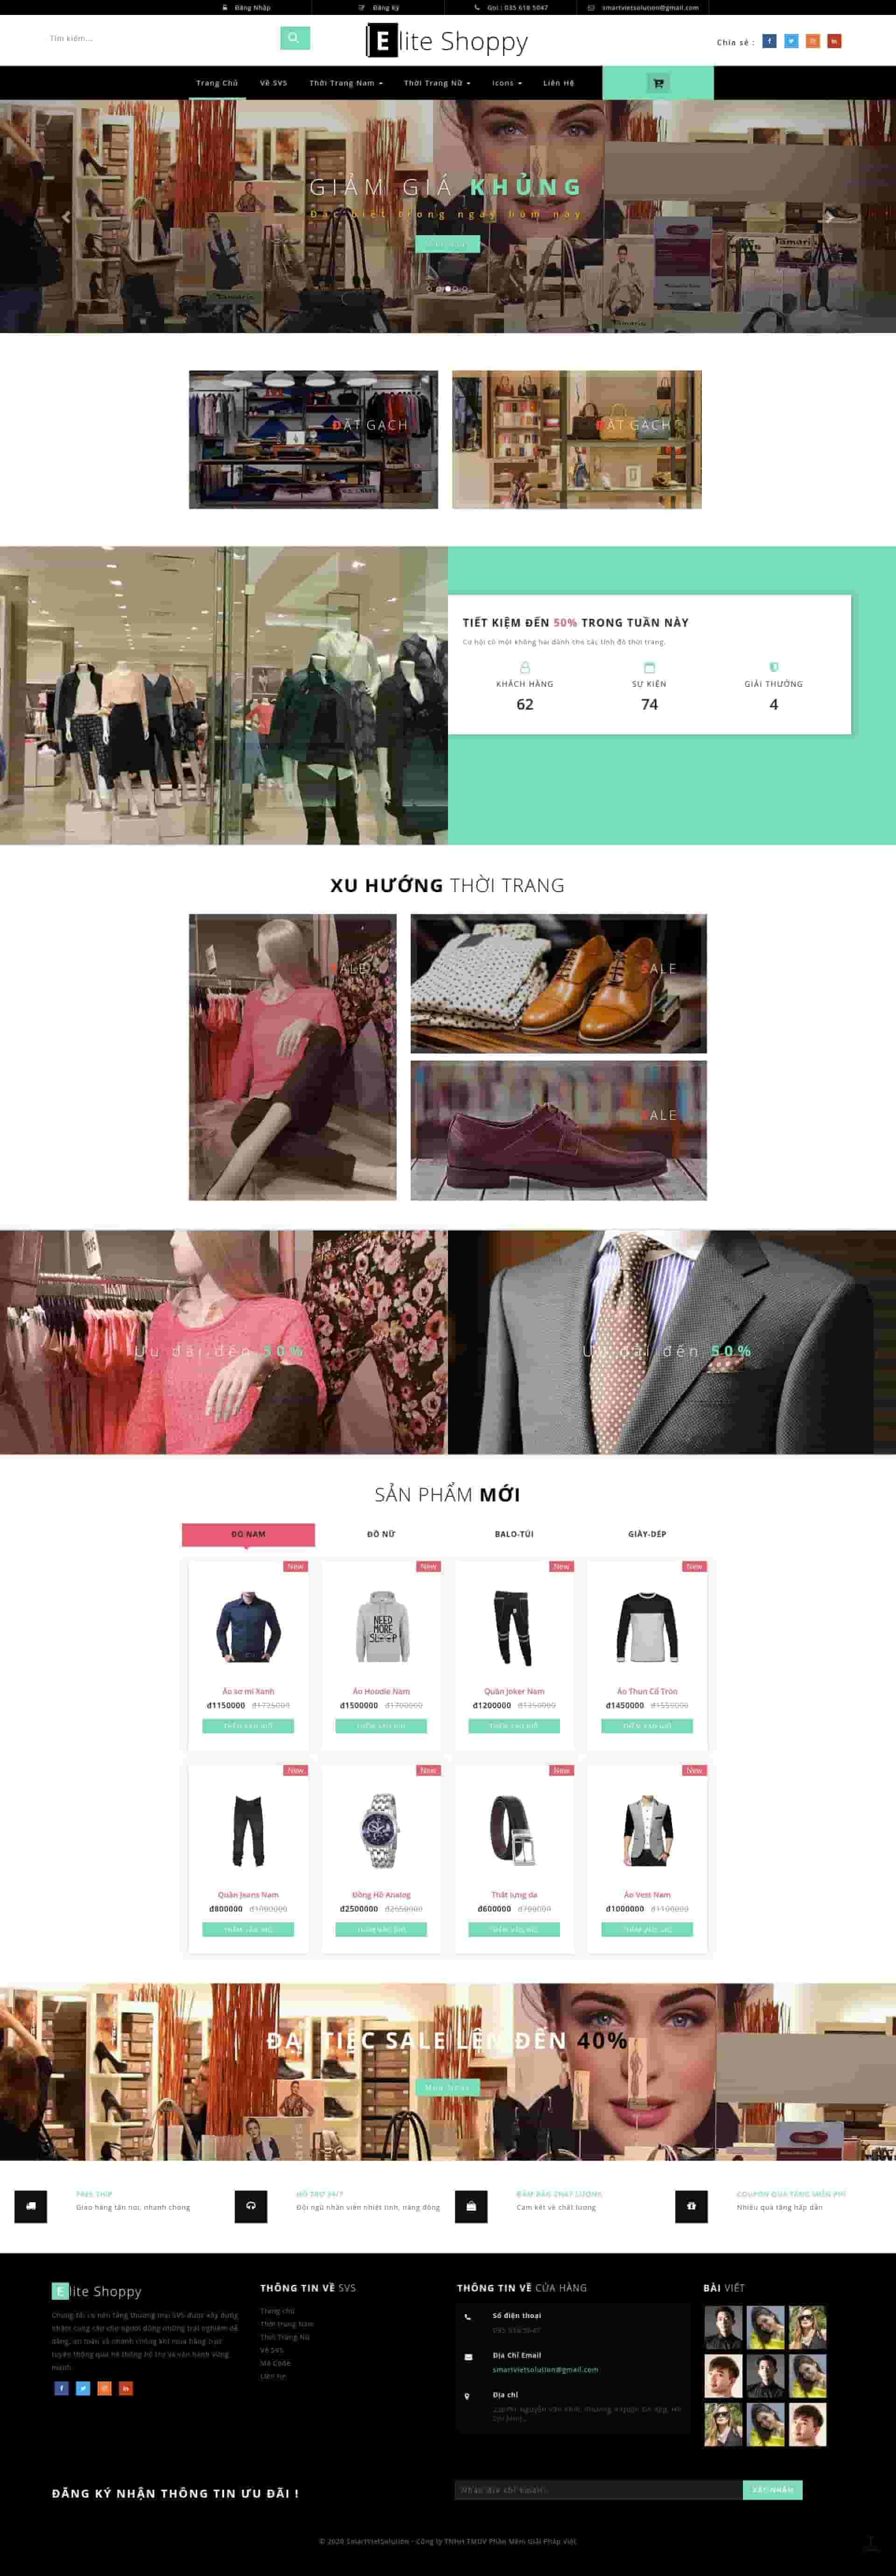 Đăng Nhập
Đăng Ký
Gọi : 035 618 5047
smartvietsolution@gmail.com
Tìm kiếm...
Elite Shoppy
Chia sẻ :
Trang Chủ
Về SVS
Thời Trang Nam
Thời Trang Nữ
Icons
Liên Hệ
GIẢM GIÁ KHỦNG
Đặc biệt trong ngày hôm nay
ĐẶT GẠCH
ĐẶT GẠCH
TIẾT KIỆM ĐẾN 50% TRONG TUẦN NÀY
Cơ hội có một không hai dành cho các tính đồ thời trang.
KHÁCH HÀNG
SỰ KIỆN
GIẢI THƯỞNG
62
74
4
XU HƯỚNG THỜI TRANG
SALE
SALE
SALE
Ưu đãi đến 50%
Ưu đãi đến 50%
SẢN PHẨM MỚI
ĐỒ NAM
ĐỒ NỮ
BALO-TÚI
GIÀY-DÉP
New
New
New
New
NEED
MORE
SLEEP
Áo sơ mi Xanh
Áo Hoodie Nam
Quần Joker Nam
Áo Thun Cổ Tròn
đ1150000 đ1725000
đ1500000 đ1700000
đ1200000 đ1350000
đ1450000 đ1550000
THÊM VÀO GIỎ
THÊM VÀO GIỎ
THÊM VÀO GIỎ
THÊM VÀO GIỎ
New
New
New
New
Quần Jeans Nam
Đồng Hồ Analog
Thắt lưng da
Áo Vest Nam
đ800000
đ2500000 đ2650000
đ600000 đ700000
đ1000000 đ1100000
THÊM VÀO GIỎ
THÊM VÀO GIỎ
THÊM VÀO GIỎ
THÊM VÀO GIỎ
ĐẠI TIỆC SALE LÊN ĐẾN 40%
Mua Ngay
FREE SHIP
Giao hàng tận nơi, nhanh chóng
HỖ TRỢ 24/7
Đội ngũ nhân viên nhiệt tình, năng động
ĐẢM BẢO CHẤT LƯỢNG
Cam kết về chất lượng
COUPON QUÀ TẶNG MIỄN PHÍ
Nhiều quà tặng hấp dẫn
Elite Shoppy
THÔNG TIN VỀ SVS
Trang chủ
Thời Trang Nam
Thời Trang Nữ
Về SVS
Mã Code
Liên hệ
THÔNG TIN VỀ CỬA HÀNG
Số điện thoại
035 618 5047
Địa Chỉ Email
smartvietsolution@gmail.com
Địa chỉ
BÀI VIẾT
ĐĂNG KÝ NHẬN THÔNG TIN ƯU ĐÃI !
Nhập địa chỉ email...
XÁC NHẬN
© 2020 SmartVietSolution - Công ty TNHH TMDV Phần Mềm Giải Pháp Việt